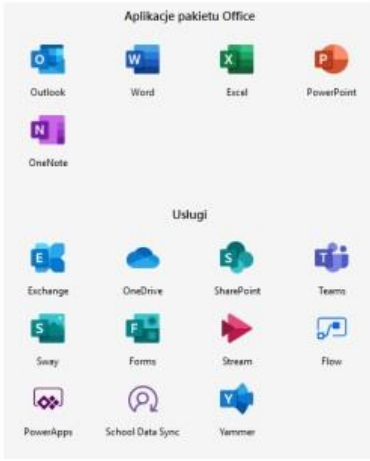 Aplikacje pakietu Office
O W X P
Outlook Word Excel PowerPoint
N
OneNote
Usługi
E S T
Exchange OneDrive SharePoint Teams
S F
Sway Forms Stream Flow
Y
PowerApps School Data Sync Yammer